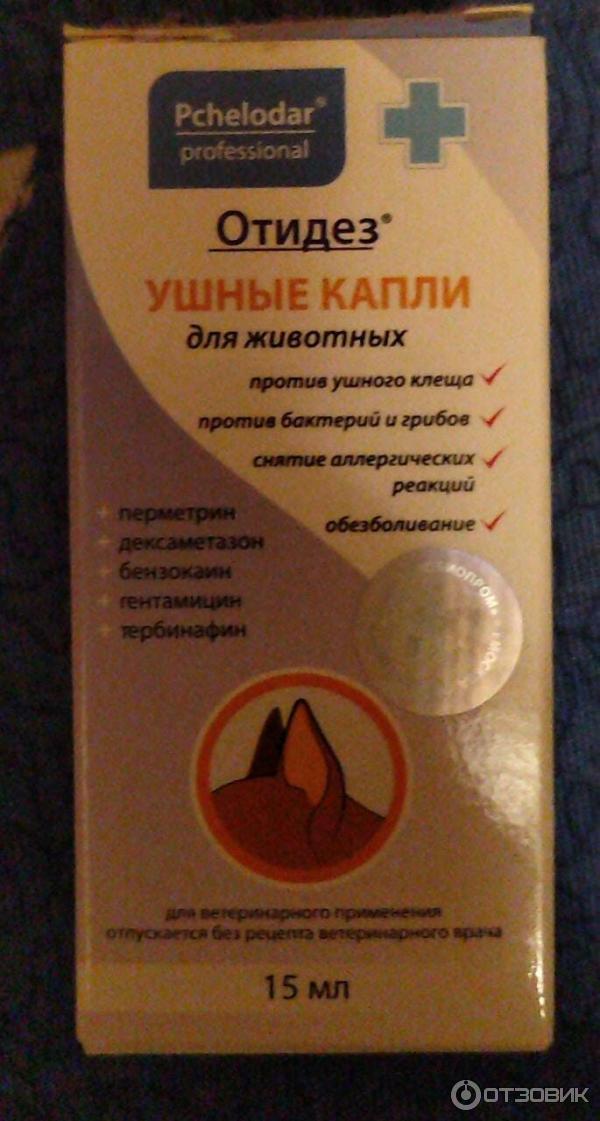 Pchelodar®
professional
Отидез®
УШНЫЕ КАПЛИ
для животных
против ушного клеща
против бактерий и грибов
снятие аллергических
реакций
обезболивание
+ перметрин
+ дексаметазон
+ бензокаин
+ гентамицин
+ тербинафин
для ветеринарного применения
отпускается без рецепта ветеринарного врача
15 мл
ОТЗОВИК